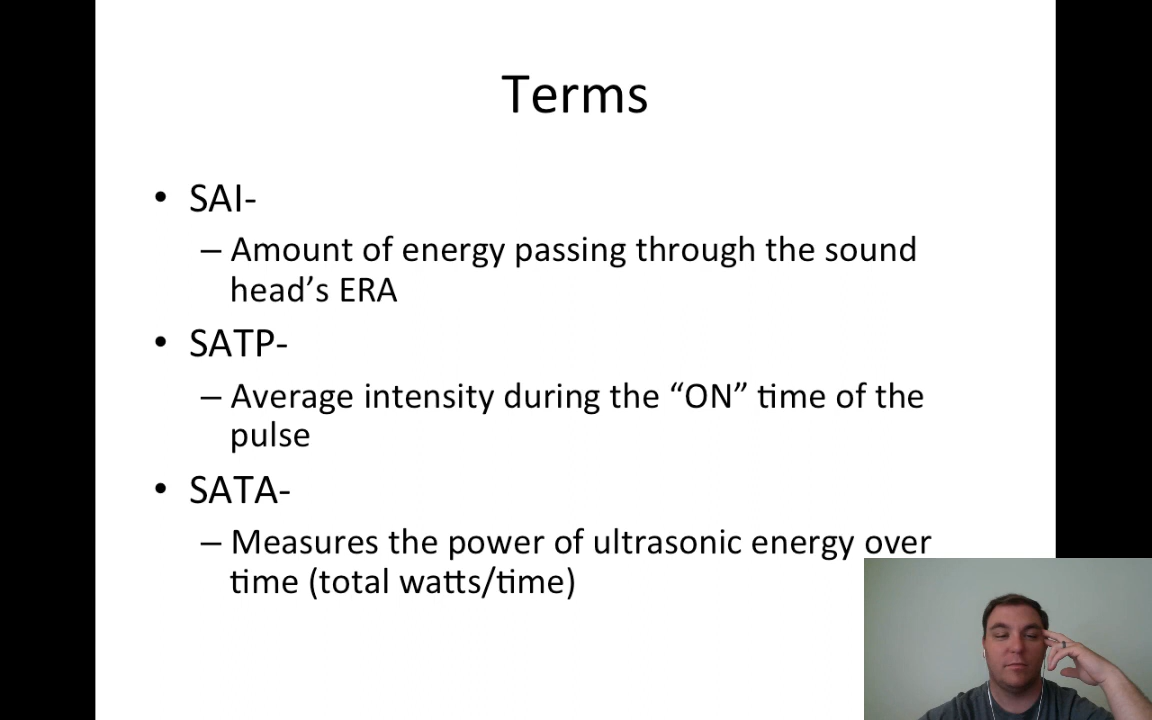 Terms
• SAI-
– Amount of energy passing through the sound
head’s ERA
• SATP-
– Average intensity during the “ON” time of the
pulse
• SATA-
– Measures the power of ultrasonic energy over
time (total watts/time)